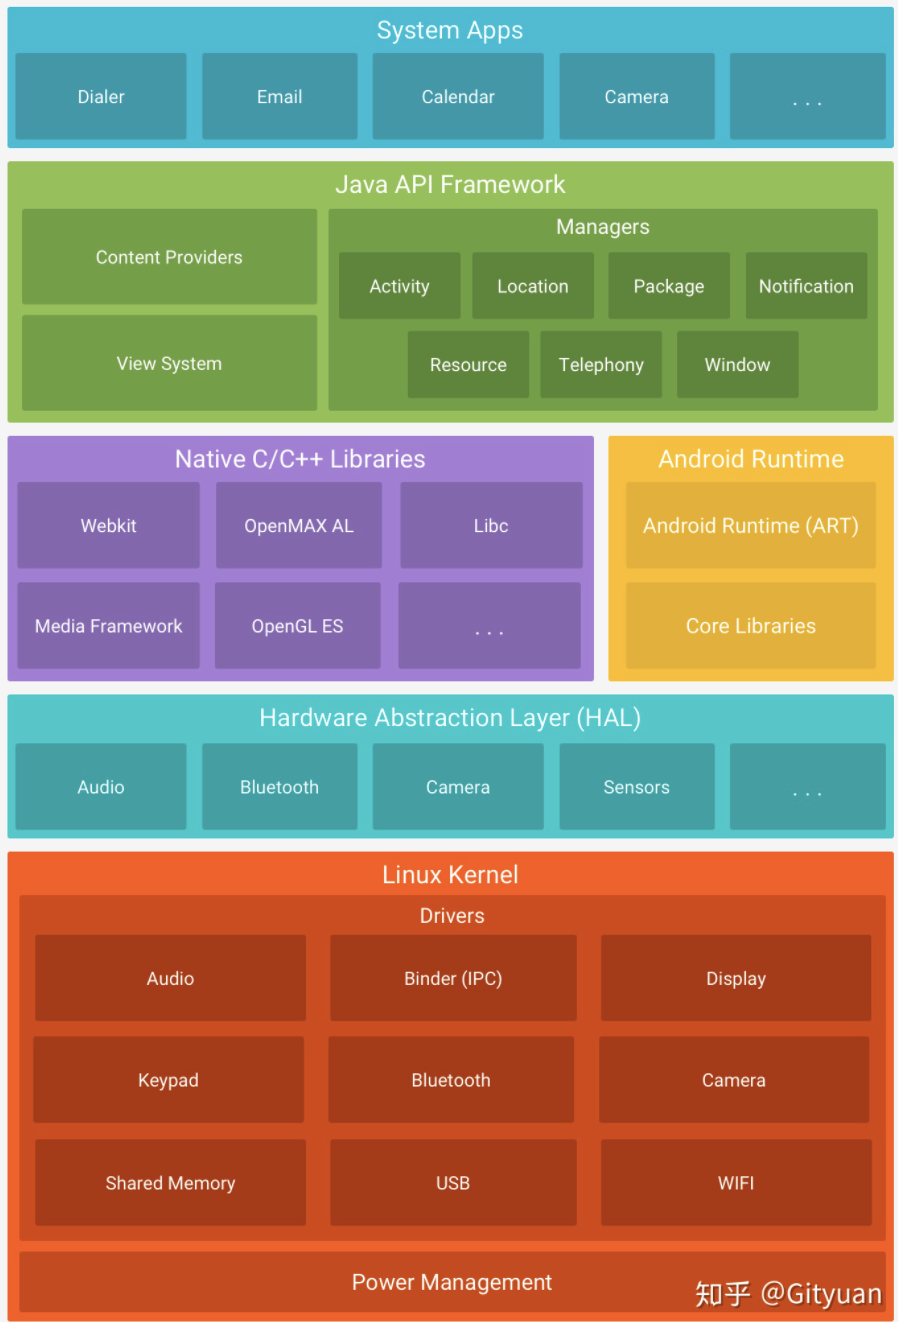 System Apps
Dialer Email Calendar Camera . . .
Java API Framework
Content Providers
View System
Managers
Activity Location Package Notification
Resource Telephony Window
Native C/C++ Libraries
Webkit OpenMAX AL Libc
Media Framework OpenGL ES . . .
Android Runtime
Android Runtime (ART)
Core Libraries
Hardware Abstraction Layer (HAL)
Audio Bluetooth Camera Sensors . . .
Linux Kernel
Drivers
Audio Binder (IPC) Display
Keypad Bluetooth Camera
Shared Memory USB WIFI
Power Management
知乎 @Gityuan